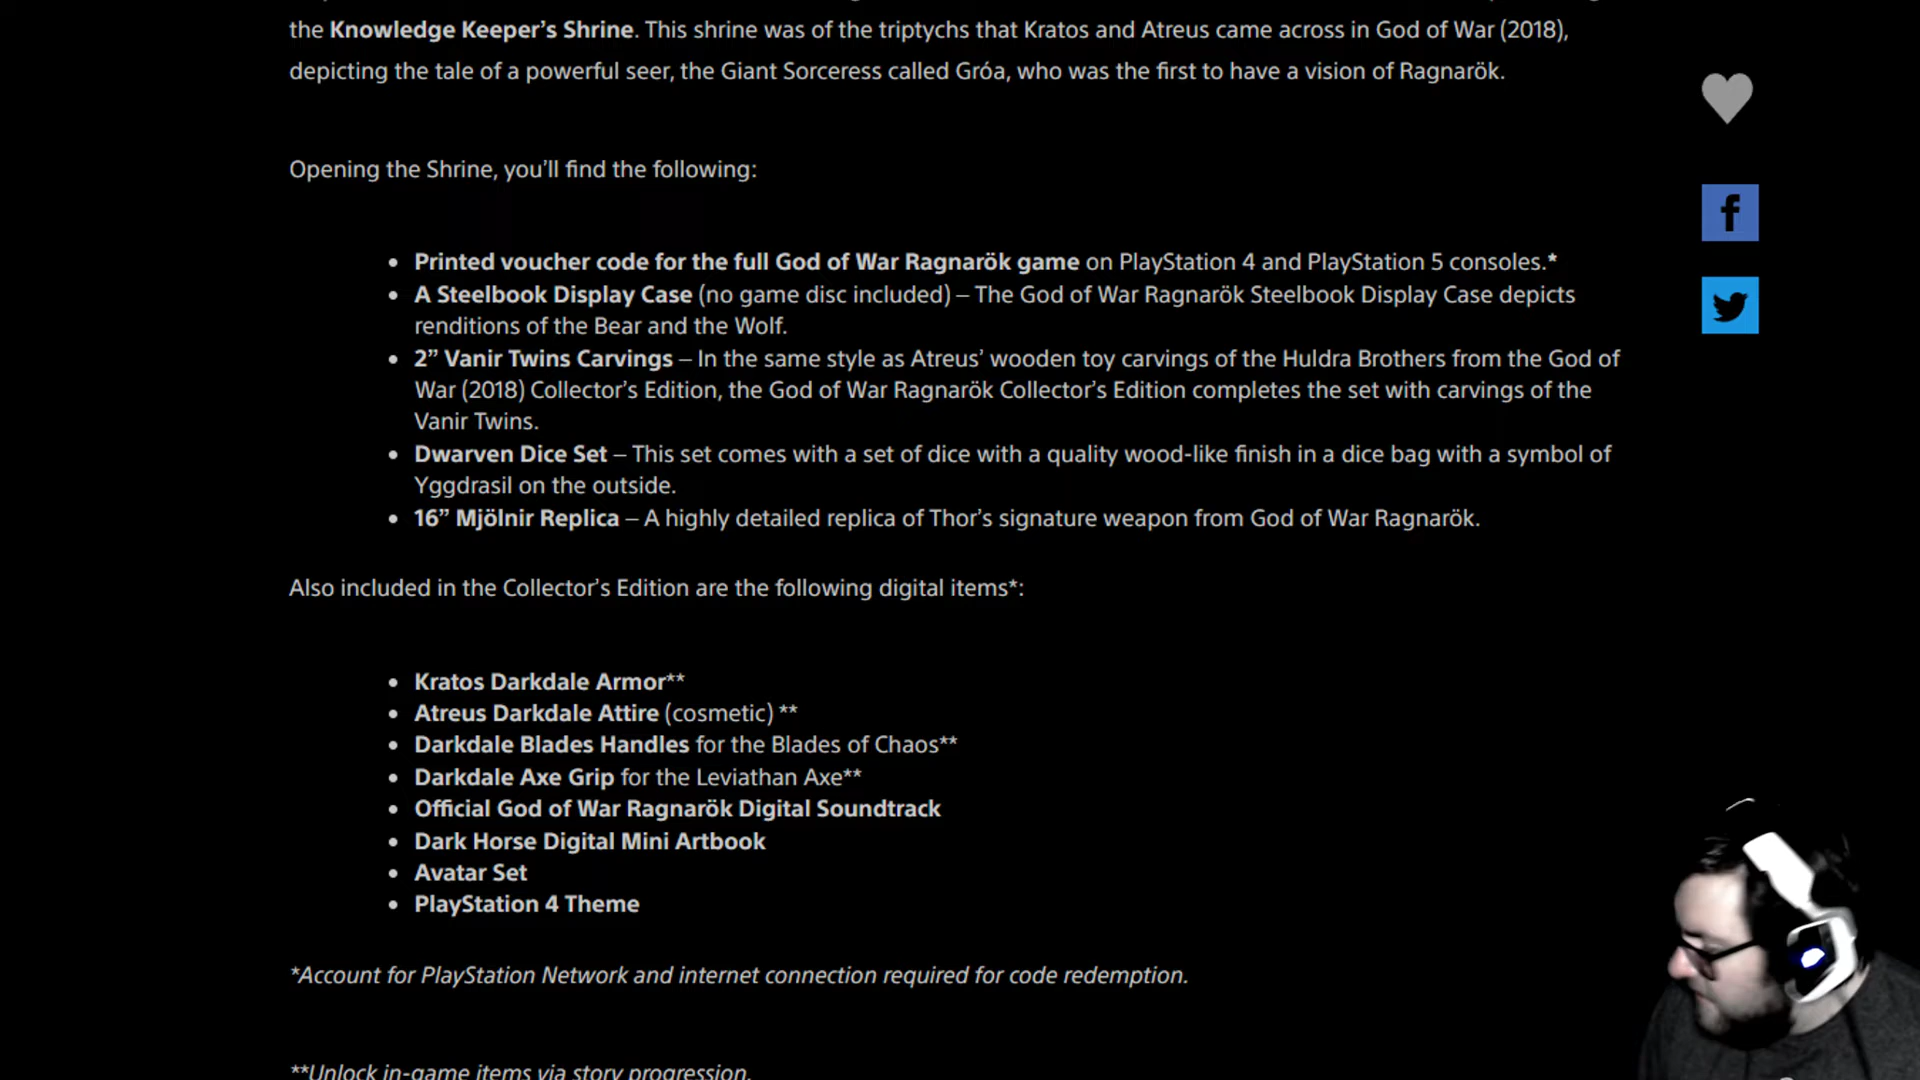 the Knowledge Keeper’s Shrine. This shrine was of the triptychs that Kratos and Atreus came across in God of War (2018),
depicting the tale of a powerful seer, the Giant Sorceress called Gróa, who was the first to have a vision of Ragnarök.
Opening the Shrine, you’ll find the following:
• Printed voucher code for the full God of War Ragnarök game on PlayStation 4 and PlayStation 5 consoles.*
• A Steelbook Display Case (no game disc included) – The God of War Ragnarök Steelbook Display Case depicts
renditions of the Bear and the Wolf.
• 2” Vanir Twins Carvings – In the same style as Atreus’ wooden toy carvings of the Huldra Brothers from the God of
War (2018) Collector’s Edition, the God of War Ragnarök Collector’s Edition completes the set with carvings of the
Vanir Twins.
• Dwarven Dice Set – This set comes with a set of dice with a quality wood-like finish in a dice bag with a symbol of
Yggdrasil on the outside.
• 16” Mjölnir Replica – A highly detailed replica of Thor’s signature weapon from God of War Ragnarök.
Also included in the Collector’s Edition are the following digital items*:
• Kratos Darkdale Armor**
• Atreus Darkdale Attire (cosmetic) **
• Darkdale Blades Handles for the Blades of Chaos**
• Darkdale Axe Grip for the Leviathan Axe**
• Official God of War Ragnarök Digital Soundtrack
• Dark Horse Digital Mini Artbook
• Avatar Set
• PlayStation 4 Theme
*Account for PlayStation Network and internet connection required for code redemption.
**Unlock in-game items via story progression.